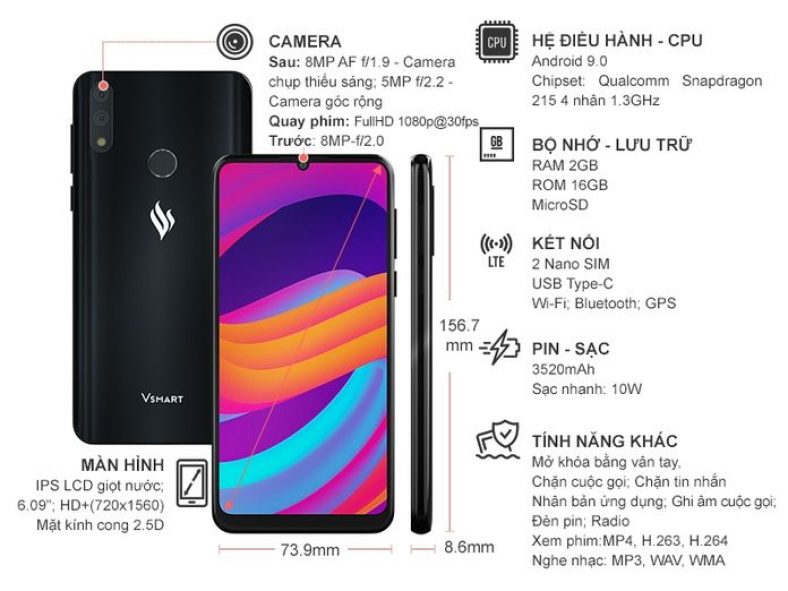 CAMERA
Sau: 8MP AF f/1.9 - Camera
chụp thiếu sáng; 5MP f/2.2 -
Camera góc rộng
Quay phim: FullHD 1080p@30fps
Trước: 8MP-f/2.0
CPU
HỆ ĐIỀU HÀNH - CPU
Android 9.0
Chipset: Qualcomm Snapdragon
215 4 nhân 1.3GHz
GB
BỘ NHỚ - LƯU TRỮ
RAM 2GB
ROM 16GB
MicroSD
LTE
KẾT NỐI
2 Nano SIM
USB Type-C
Wi-Fi; Bluetooth; GPS
156.7
mm
PIN - SẠC
3520mAh
Sạc nhanh: 10W
VSMART
MÀN HÌNH
IPS LCD giọt nước;
6.09"; HD+(720x1560)
Mặt kính cong 2.5D
TÍNH NĂNG KHÁC
Mở khóa bằng vân tay,
Chặn cuộc gọi; Chặn tin nhắn
Nhân bản ứng dụng; Ghi âm cuộc gọi;
Đèn pin; Radio
Xem phim:MP4, H.263, H.264
Nghe nhạc: MP3, WAV, WMA
73.9mm
8.6mm